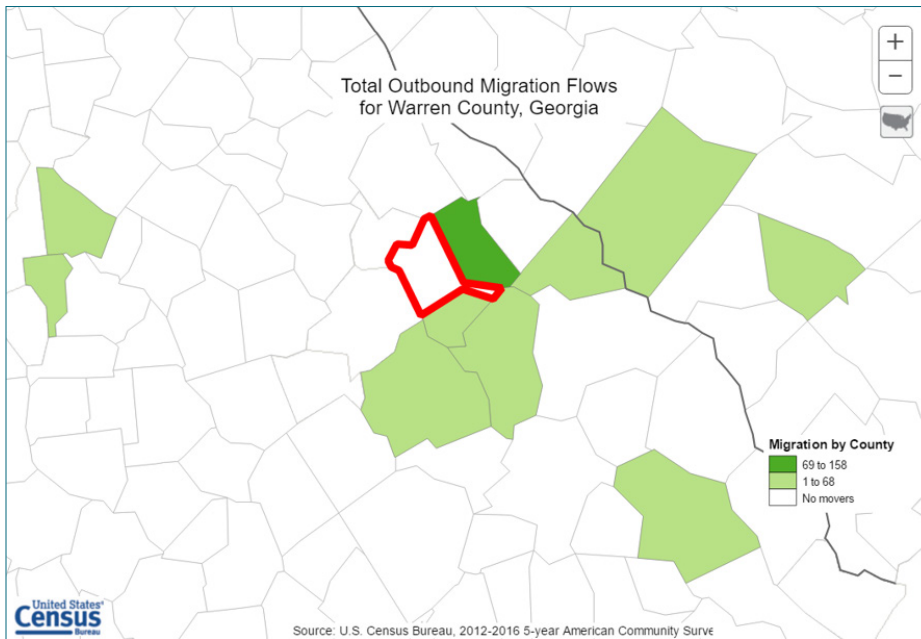 +
−
Total Outbound Migration Flows
for Warren County, Georgia
Migration by County
69 to 158
1 to 68
No movers
United States®
Census
Bureau
Source: U.S. Census Bureau, 2012-2016 5-year American Community Surve